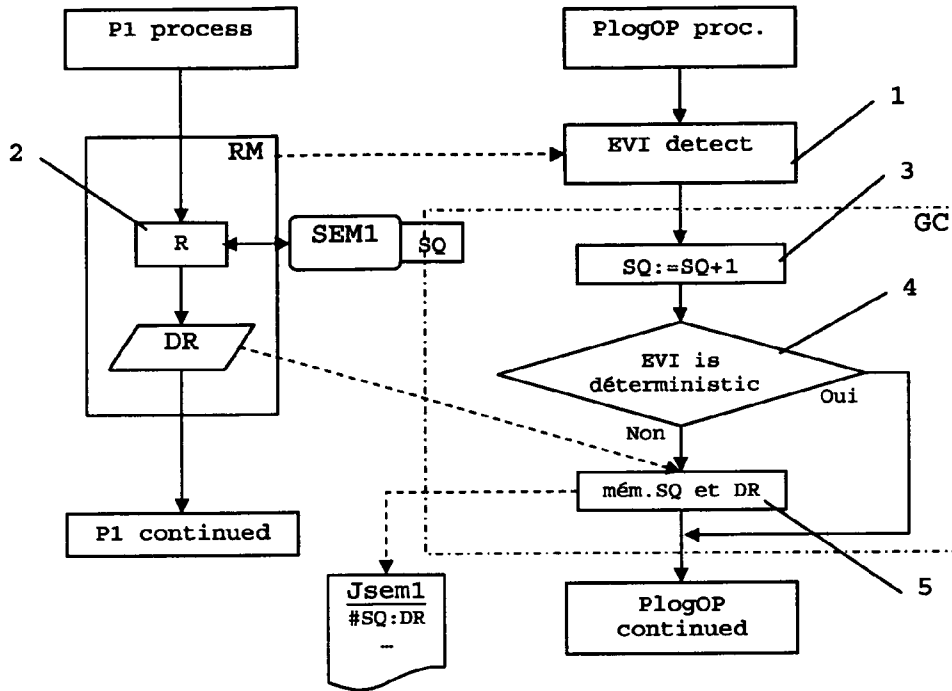 P1 process
PlogOP proc.
1
2
RM
EVI detect
3
GC
R
SEM1
SQ
SQ:=SQ+1
4
DR
EVI is
déterministic
Oui
Non
mém.SQ et DR
P1 continued
5
Jsem1
#SQ:DR
…
PlogOP
continued